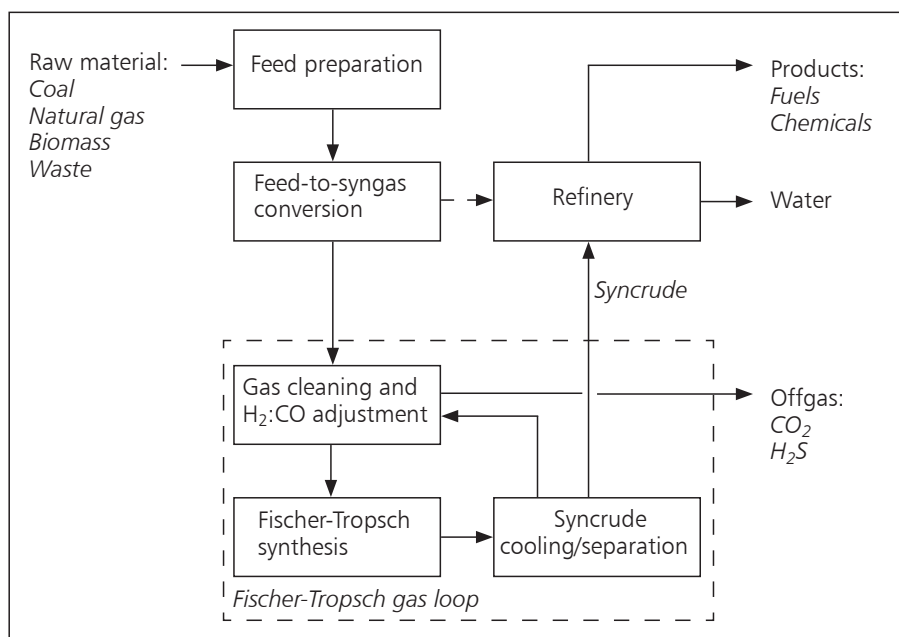 Raw material:
Coal
Natural gas
Biomass
Waste
Feed preparation
Products:
Fuels
Chemicals
Feed-to-syngas
conversion
Refinery
Water
Syncrude
Gas cleaning and
H₂:CO adjustment
Offgas:
CO₂
H₂S
Fischer-Tropsch
synthesis
Syncrude
cooling/separation
Fischer-Tropsch gas loop